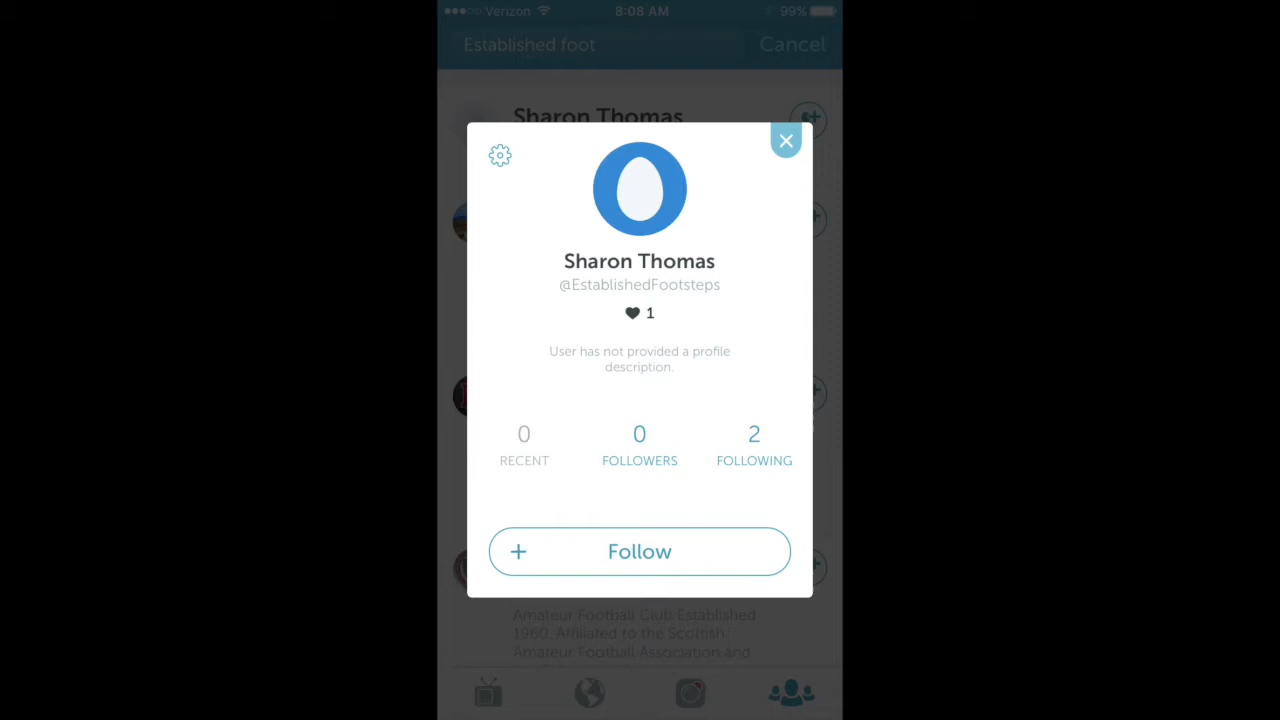 Verizon 8:08 AM 99%
Established foot Cancel
Sharon Thomas
Sharon Thomas
@EstablishedFootsteps
1
User has not provided a profile
description.
0 0 2
RECENT FOLLOWERS FOLLOWING
+ Follow
Amateur Football Club Established
1960. Affiliated to the Scottish
Amateur Football Association and